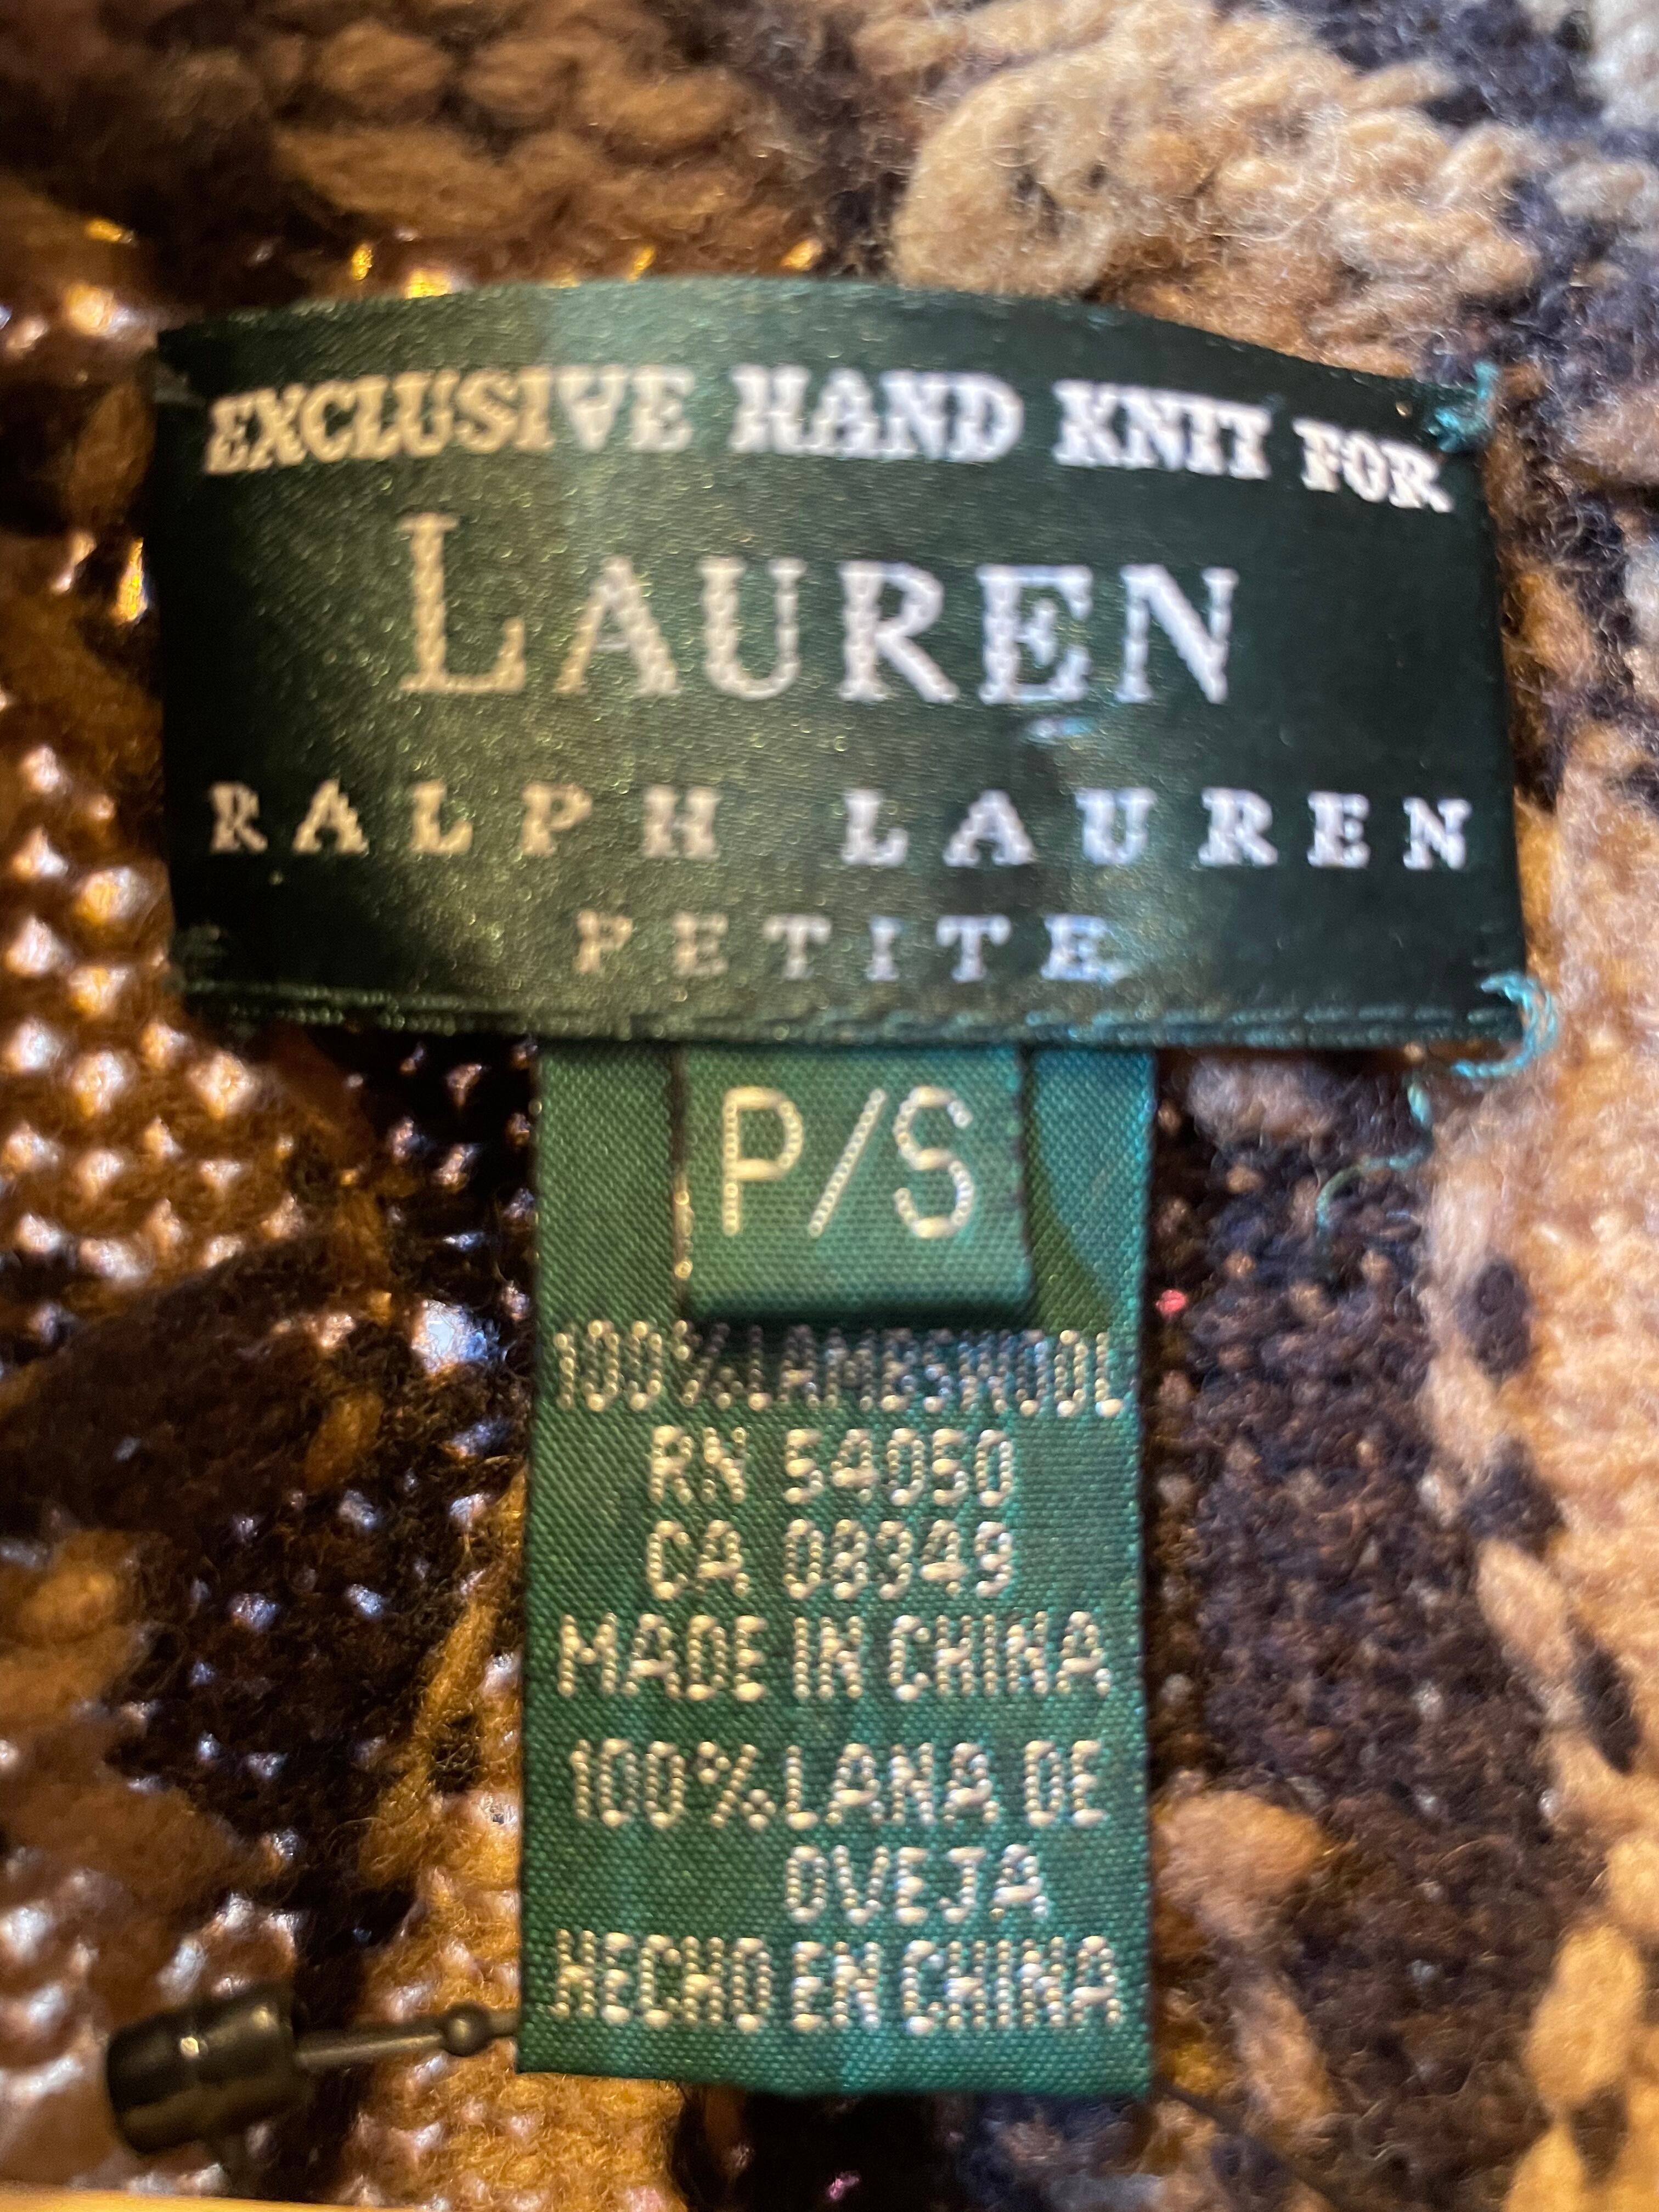 EXCLUSIVE HAND KNIT FOR
LAUREN
RALPH LAUREN
PETITE
P/S
100% LAMBSWOOL
RN 54050
CA 08949
MADE IN CHINA
100% LANA DE
OVEJA
HECHO EN CHINA